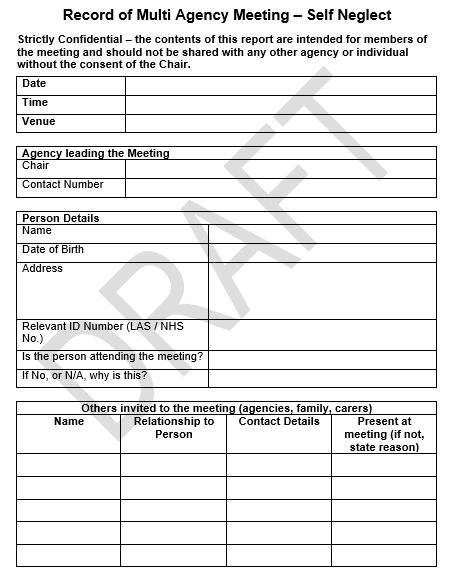 Record of Multi Agency Meeting – Self Neglect
Strictly Confidential – the contents of this report are intended for members of
the meeting and should not be shared with any other agency or individual
without the consent of the Chair.
Date
Time
Venue
Agency leading the Meeting
Chair
Contact Number
Person Details
Name
Date of Birth
Address
Relevant ID Number (LAS / NHS
No.)
Is the person attending the meeting?
If No, or N/A, why is this?
Others invited to the meeting (agencies, family, carers)
Name
Relationship to
Person
Contact Details
Present at
meeting (if not,
state reason)
DRAFT